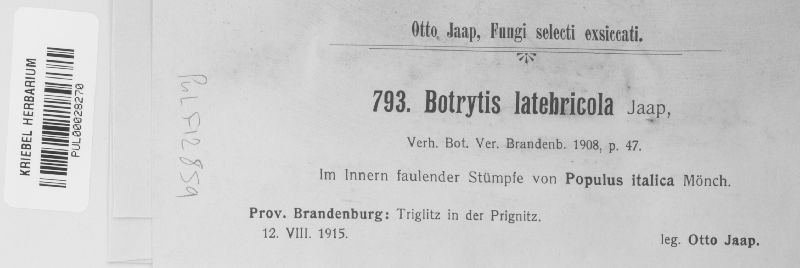 KRIEBEL HERBARIUM
PUL00028270
PuL F12859
Otto Jaap, Fungi selecti exsiccati.
793. Botrytis latebricola Jaap,
Verh. Bot. Ver. Brandenb. 1908, p. 47.
Im Innern faulender Stümpfe von Populus italica Mönch.
Prov. Brandenburg: Triglitz in der Prignitz.
12. VIII. 1915.
leg. Otto Jaap.